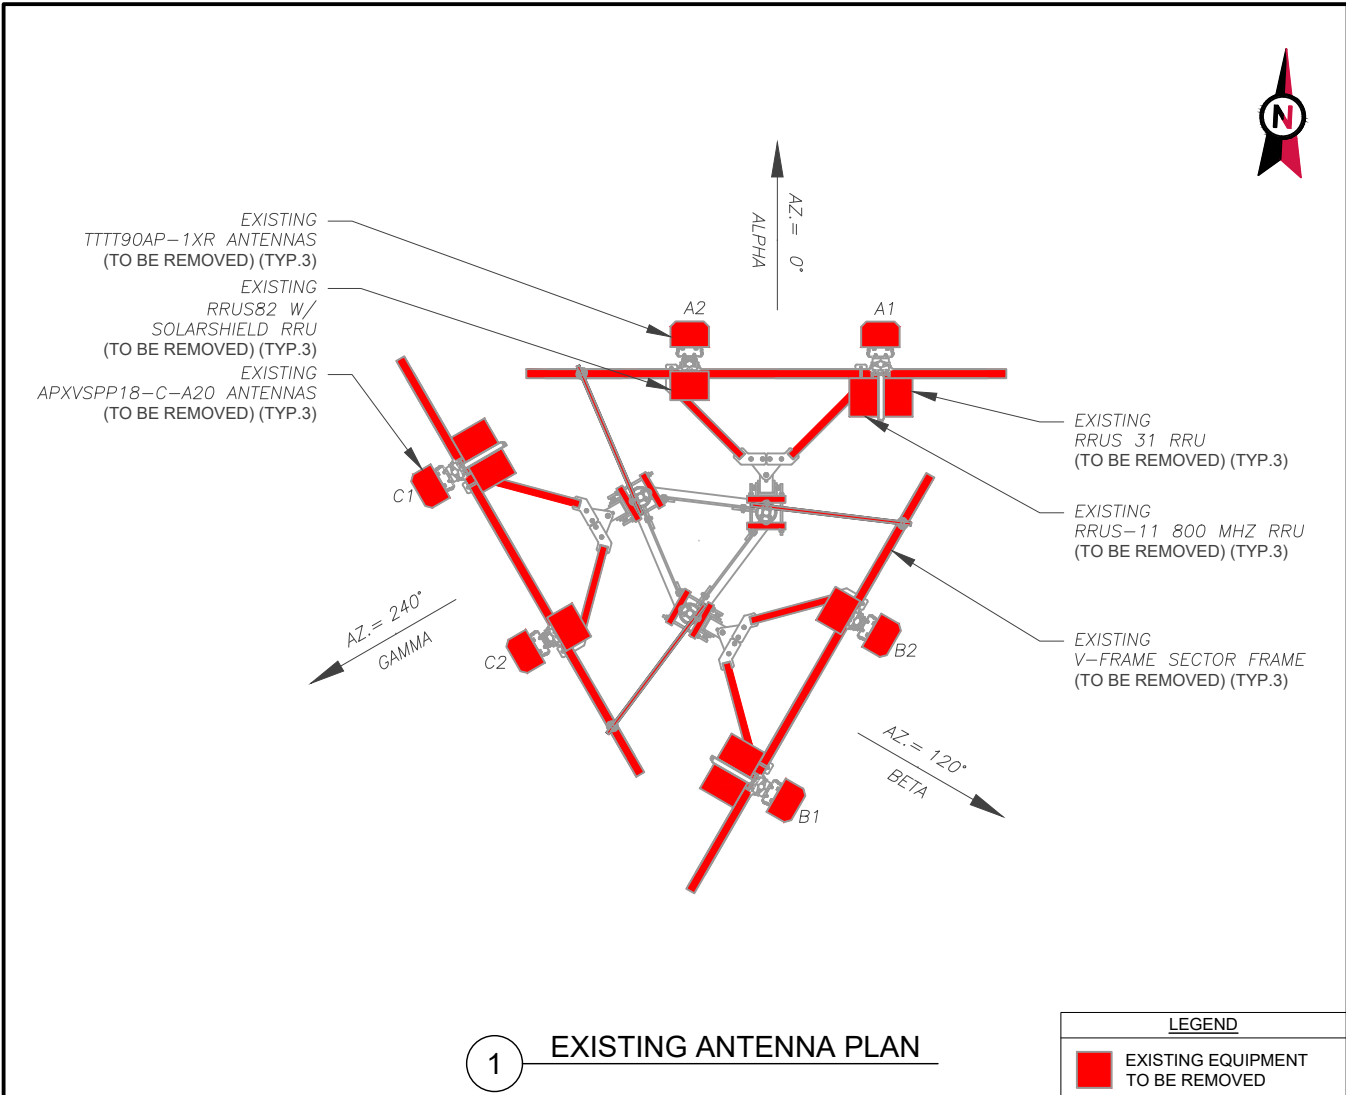 N
EXISTING
TTTT90AP-1XR ANTENNAS
(TO BE REMOVED) (TYP.3)
EXISTING
RRUS82 W/
SOLARSHIELD RRU
(TO BE REMOVED) (TYP.3)
EXISTING
APXVSPP18-C-A20 ANTENNAS
(TO BE REMOVED) (TYP.3)
AZ.= 0°
ALPHA
A2
A1
EXISTING
RRUS 31 RRU
(TO BE REMOVED) (TYP.3)
EXISTING
RRUS-11 800 MHZ RRU
(TO BE REMOVED) (TYP.3)
EXISTING
V-FRAME SECTOR FRAME
(TO BE REMOVED) (TYP.3)
C1
C2
AZ.= 240°
GAMMA
B2
B1
AZ.= 120°
BETA
1 EXISTING ANTENNA PLAN
LEGEND
EXISTING EQUIPMENT
TO BE REMOVED